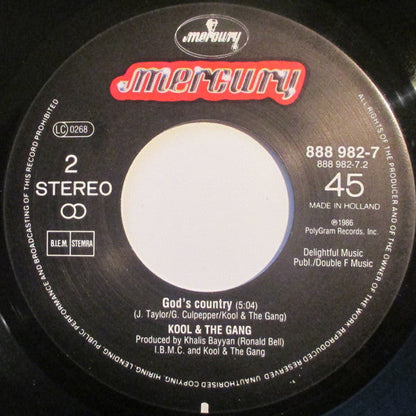 mercury
mercury
LC 0268
2
STEREO
B.I.E.M. STEMRA
888 982-7
888 982-7.2
45
MADE IN HOLLAND
℗1986
PolyGram Records, Inc.
Delightful Music
Publ./Double F Music
God's country (5:04)
(J. Taylor/G. Culpepper/Kool & The Gang)
KOOL & THE GANG
Produced by Khalis Bayyan (Ronald Bell)
I.B.M.C. and Kool & The Gang
ALL RIGHTS OF THE PRODUCER AND OF THE OWNER OF THE WORK REPRODUCED RESERVED UNAUTHORISED COPYING, HIRING, LENDING, PUBLIC PERFORMANCE AND BROADCASTING OF THIS RECORD PROHIBITED